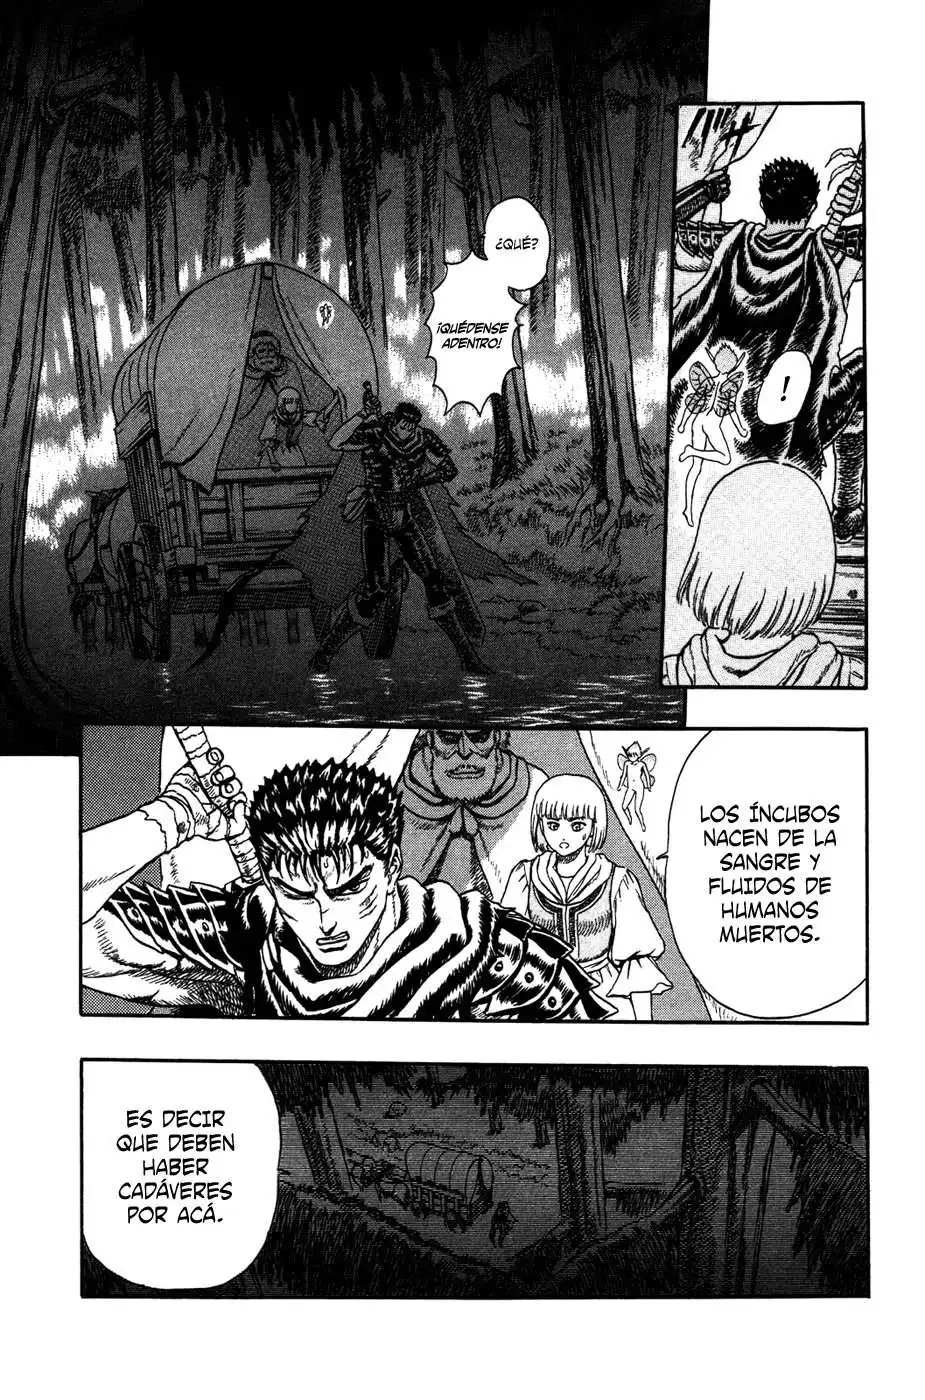 !
¿QUÉ?
¡QUÉDENSE
ADENTRO!
LOS ÍNCUBOS
NACEN DE LA
SANGRE Y
FLUIDOS DE
HUMANOS
MUERTOS.
ES DECIR
QUE DEBEN
HABER
CADÁVERES
POR ACÁ.